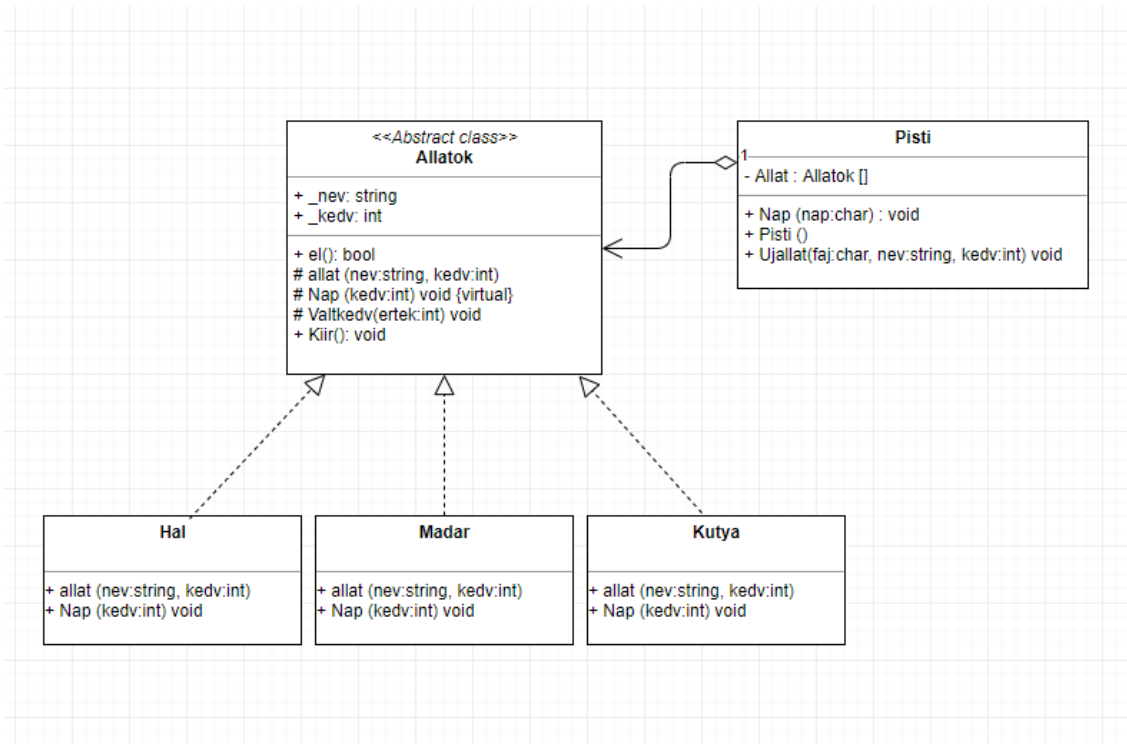 <<Abstract class>>
Allatok
+ _nev: string
+ _kedv: int
+ el(): bool
# allat (nev:string, kedv:int)
# Nap (kedv:int) void {virtual}
# Valtkedv(ertek:int) void
+ Kiir(): void
Pisti
1
- Allat : Allatok []
+ Nap (nap:char) : void
+ Pisti ()
+ Ujallat(faj:char, nev:string, kedv:int) void
Hal
+ allat (nev:string, kedv:int)
+ Nap (kedv:int) void
Madar
+ allat (nev:string, kedv:int)
+ Nap (kedv:int) void
Kutya
+ allat (nev:string, kedv:int)
+ Nap (kedv:int) void